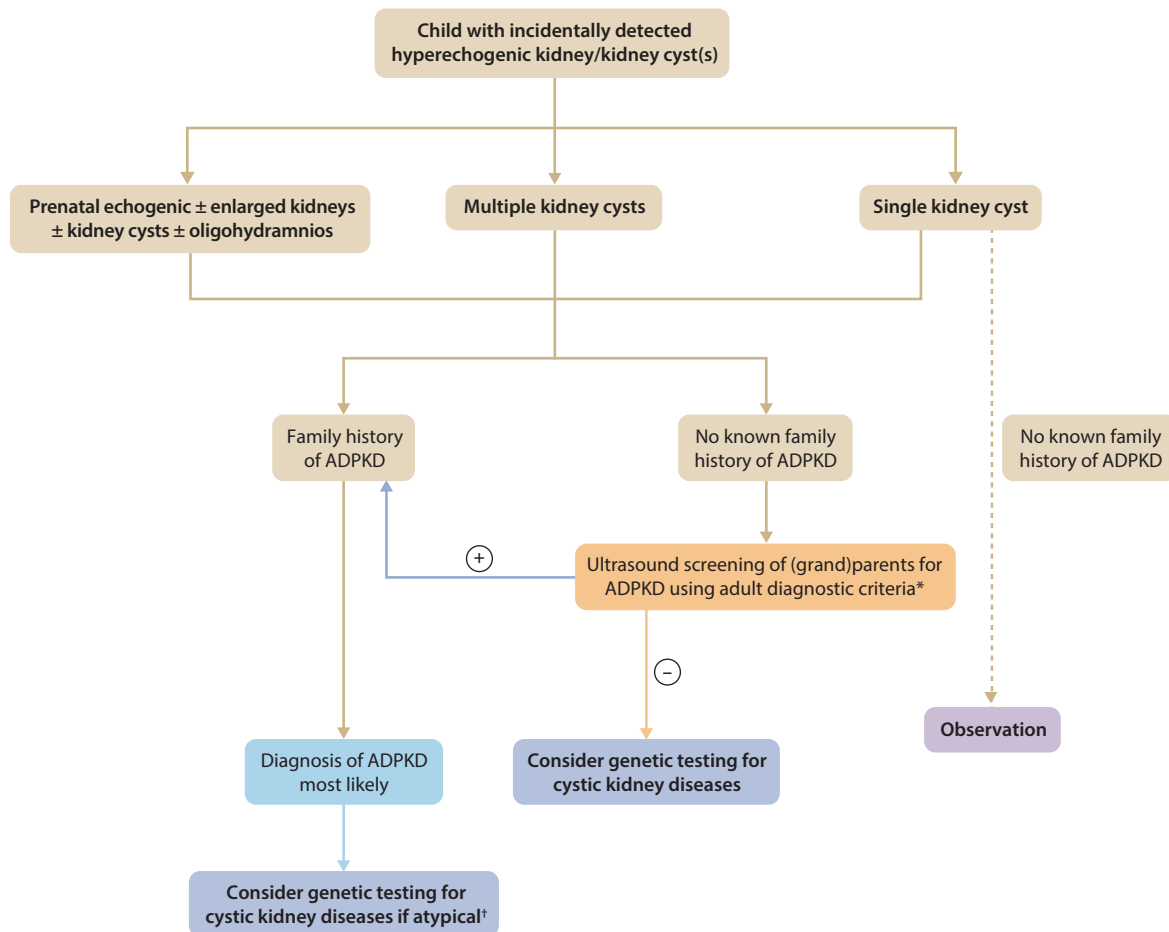 Child with incidentally detected
hyperechogenic kidney/kidney cyst(s)
Prenatal echogenic ± enlarged kidneys
± kidney cysts ± oligohydramnios
Multiple kidney cysts
Single kidney cyst
Family history
of ADPKD
No known family
history of ADPKD
No known family
history of ADPKD
+
Ultrasound screening of (grand)parents for
ADPKD using adult diagnostic criteria*
−
Observation
Diagnosis of ADPKD
most likely
Consider genetic testing for
cystic kidney diseases
Consider genetic testing for
cystic kidney diseases if atypical†